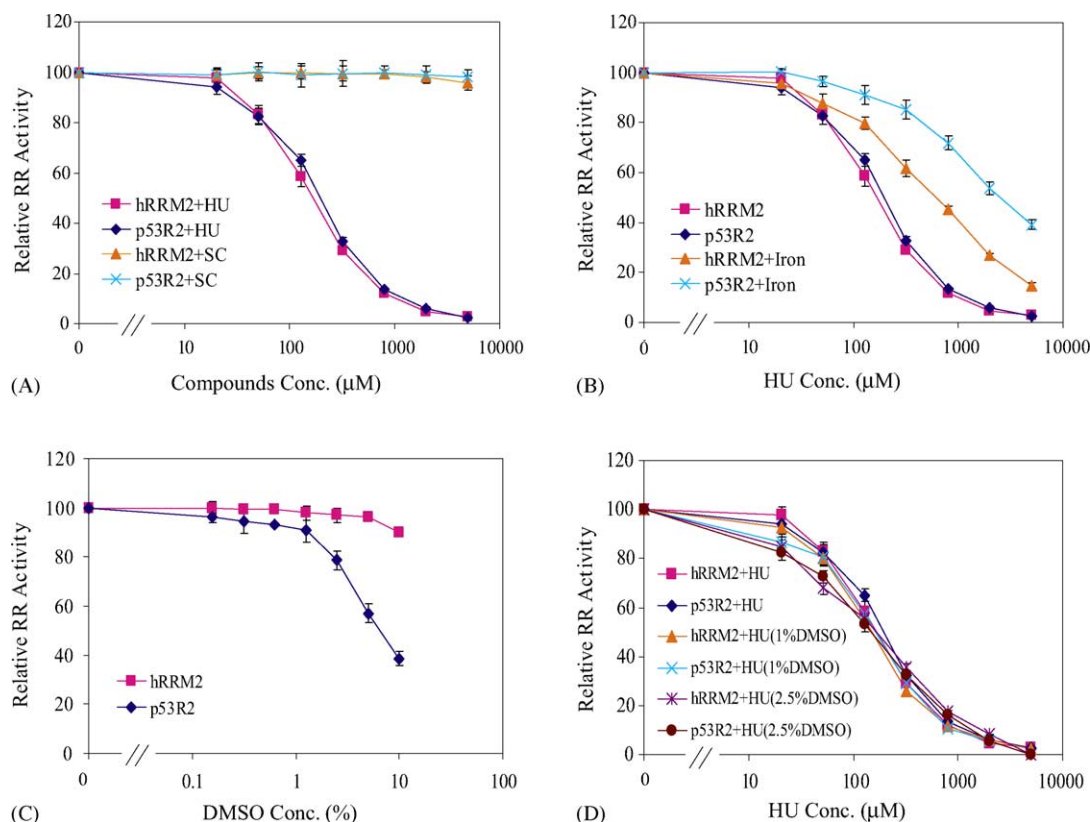 120
100
80
60
40
20
0
Relative RR Activity
hRRM2+HU
p53R2+HU
hRRM2+SC
p53R2+SC
0
10
100
1000
10000
Compounds Conc. (μM)
(A)
120
100
80
60
40
20
0
Relative RR Activity
hRRM2
p53R2
hRRM2+Iron
p53R2+Iron
0
10
100
1000
10000
HU Conc. (μM)
(B)
120
100
80
60
40
20
0
Relative RR Activity
hRRM2
p53R2
0
0.1
1
10
100
DMSO Conc. (%)
(C)
120
100
80
60
40
20
0
Relative RR Activity
hRRM2+HU
p53R2+HU
hRRM2+HU(1%DMSO)
p53R2+HU(1%DMSO)
hRRM2+HU(2.5%DMSO)
p53R2+HU(2.5%DMSO)
0
10
100
1000
10000
HU Conc. (μM)
(D)